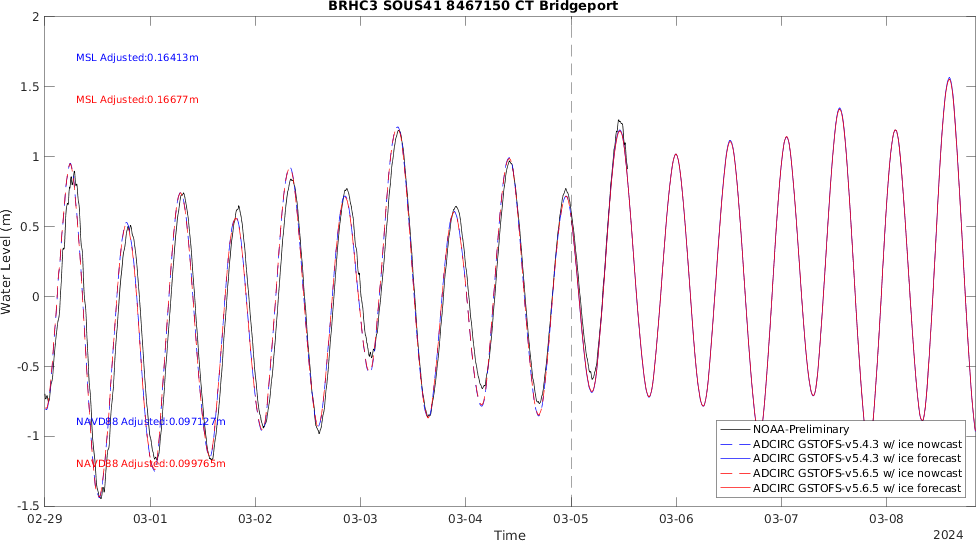 BRHC3 SOUS41 8467150 CT Bridgeport
2
MSL Adjusted:0.16413m
1.5
MSL Adjusted:0.16677m
1
0.5
Water Level (m)
0
-0.5
NAVD88 Adjusted:0.097127m
-1
NAVD88 Adjusted:0.099765m
-1.5
NOAA-Preliminary
ADCIRC GSTOFS-v5.4.3 w/ ice nowcast
ADCIRC GSTOFS-v5.4.3 w/ ice forecast
ADCIRC GSTOFS-v5.6.5 w/ ice nowcast
ADCIRC GSTOFS-v5.6.5 w/ ice forecast
02-29 03-01 03-02 03-03 03-04 03-05 03-06 03-07 03-08
Time
2024